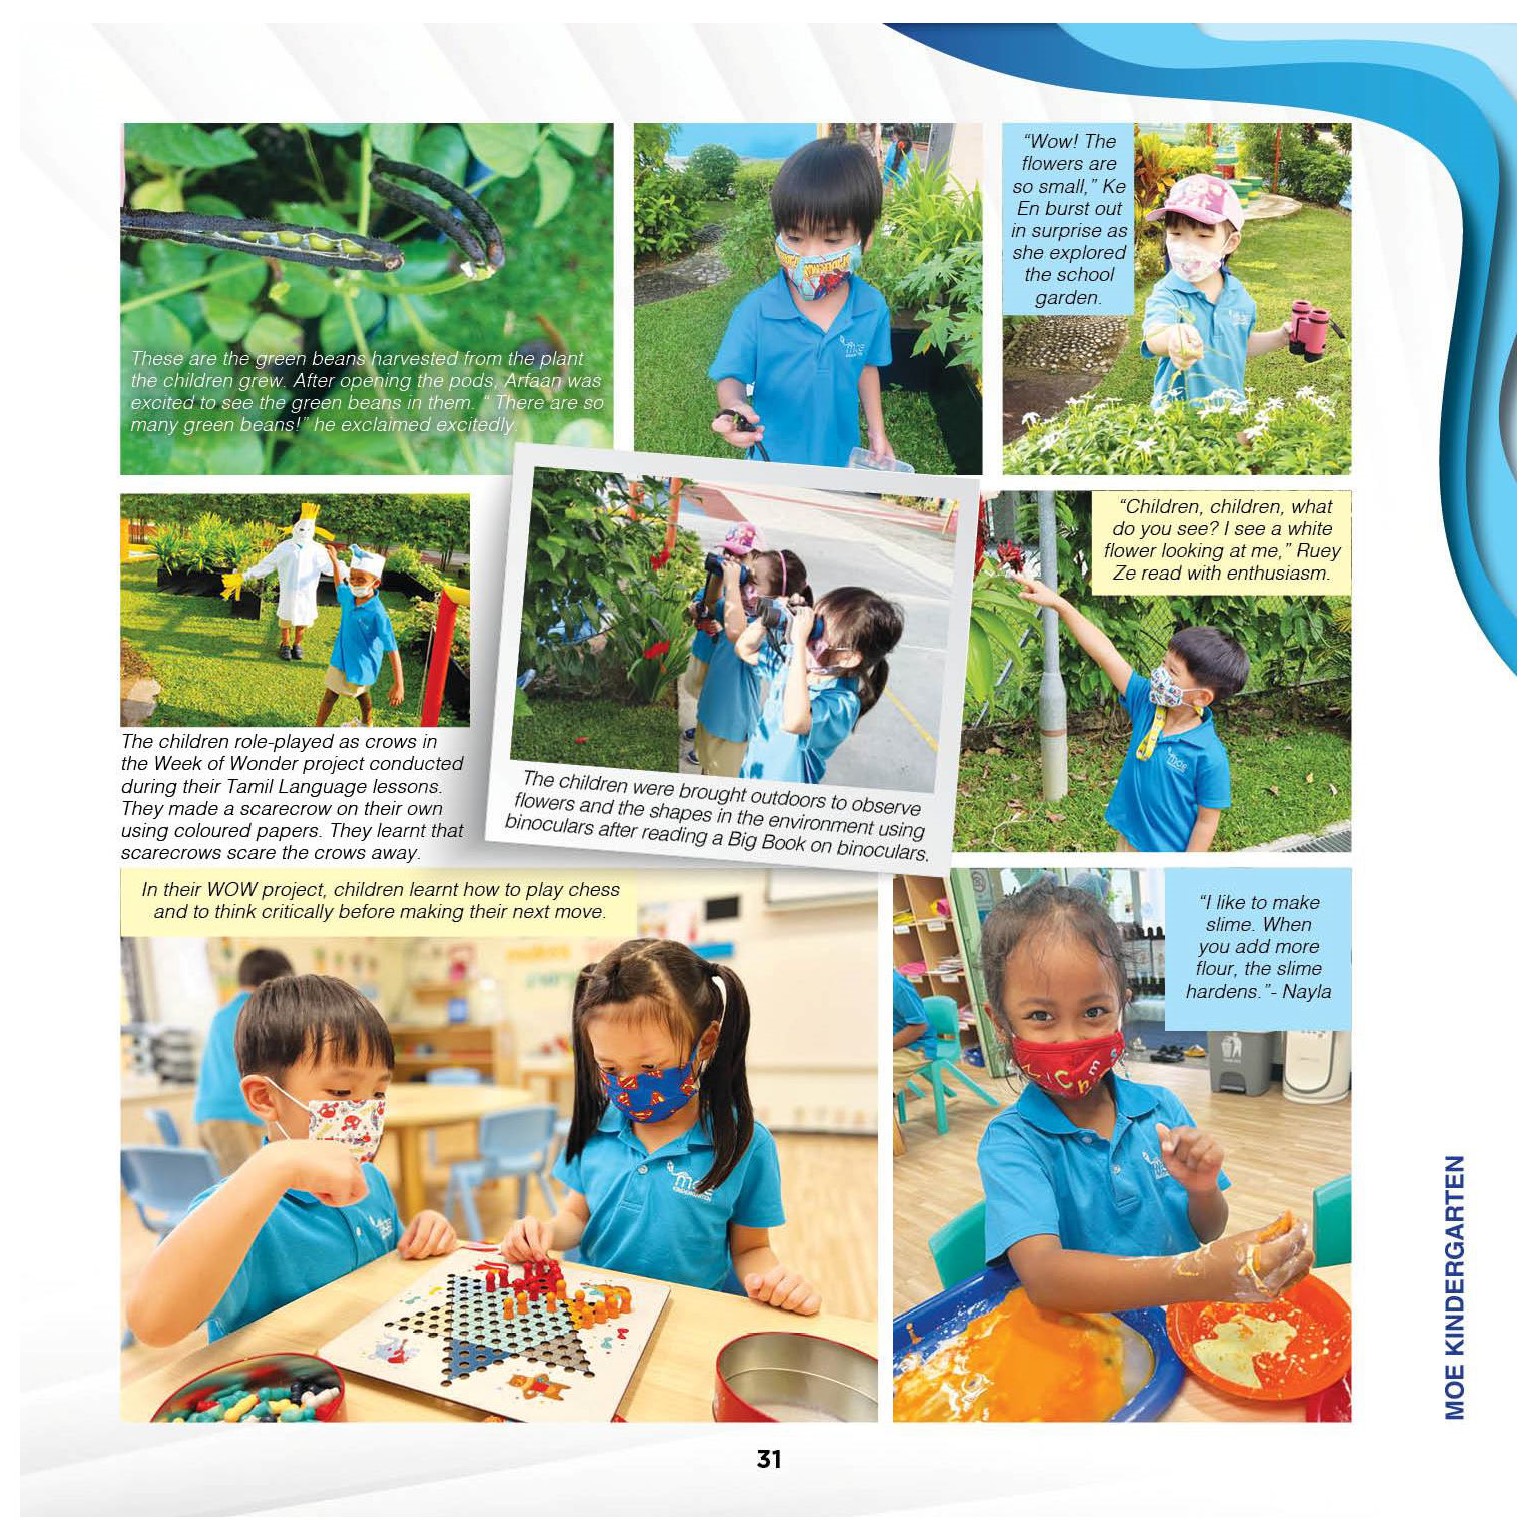 These are the green beans harvested from the plant
the children grew. After opening the pods, Arfaan was
excited to see the green beans in them. “ There are so
many green beans!” he exclaimed excitedly.
“Wow! The
flowers are
so small,” Ke
En burst out
in surprise as
she explored
the school
garden.
The children role-played as crows in
the Week of Wonder project conducted
during their Tamil Language lessons.
They made a scarecrow on their own
using coloured papers. They learnt that
scarecrows scare the crows away.
The children were brought outdoors to observe
flowers and the shapes in the environment using
binoculars after reading a Big Book on binoculars.
“Children, children, what
do you see? I see a white
flower looking at me,” Ruey
Ze read with enthusiasm.
In their WOW project, children learnt how to play chess
and to think critically before making their next move.
moe
KINDERGARTEN
“I like to make
slime. When
you add more
flour, the slime
hardens.”- Nayla
MOE KINDERGARTEN
31